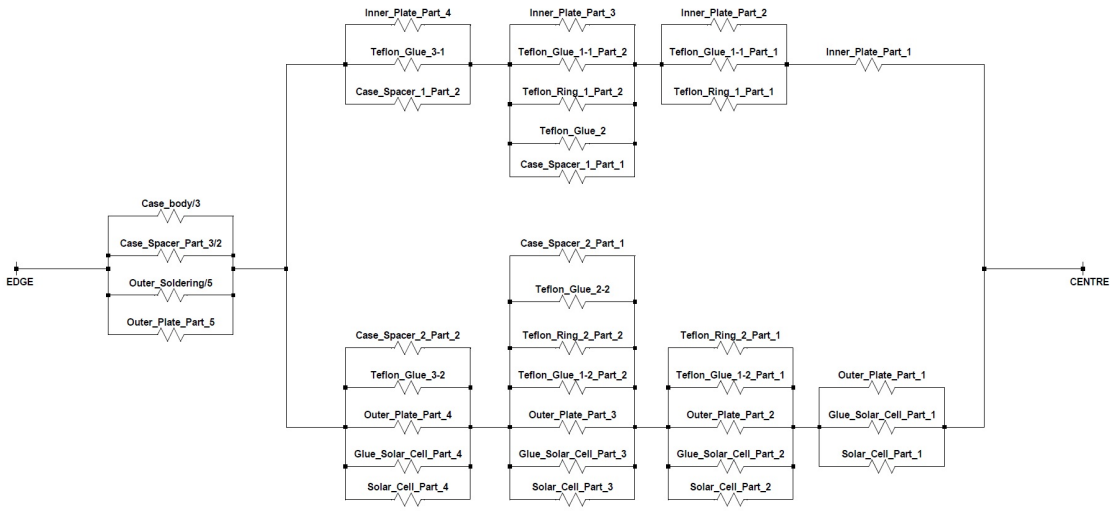 Inner_Plate_Part_4
Inner_Plate_Part_3
Inner_Plate_Part_2
Teflon_Glue_3-1
Teflon_Glue_1-1_Part_2
Teflon_Glue_1-1_Part_1
Inner_Plate_Part_1
Case_Spacer_1_Part_2
Teflon_Ring_1_Part_2
Teflon_Ring_1_Part_1
Teflon_Glue_2
Case_Spacer_1_Part_1
Case_body/3
Case_Spacer_Part_3/2
Case_Spacer_2_Part_1
EDGE
CENTRE
Outer_Soldering/5
Teflon_Glue_2-2
Outer_Plate_Part_5
Case_Spacer_2_Part_2
Teflon_Ring_2_Part_2
Teflon_Ring_2_Part_1
Teflon_Glue_3-2
Teflon_Glue_1-2_Part_2
Teflon_Glue_1-2_Part_1
Outer_Plate_Part_1
Outer_Plate_Part_4
Outer_Plate_Part_3
Outer_Plate_Part_2
Glue_Solar_Cell_Part_1
Glue_Solar_Cell_Part_4
Glue_Solar_Cell_Part_3
Glue_Solar_Cell_Part_2
Solar_Cell_Part_1
Solar_Cell_Part_4
Solar_Cell_Part_3
Solar_Cell_Part_2